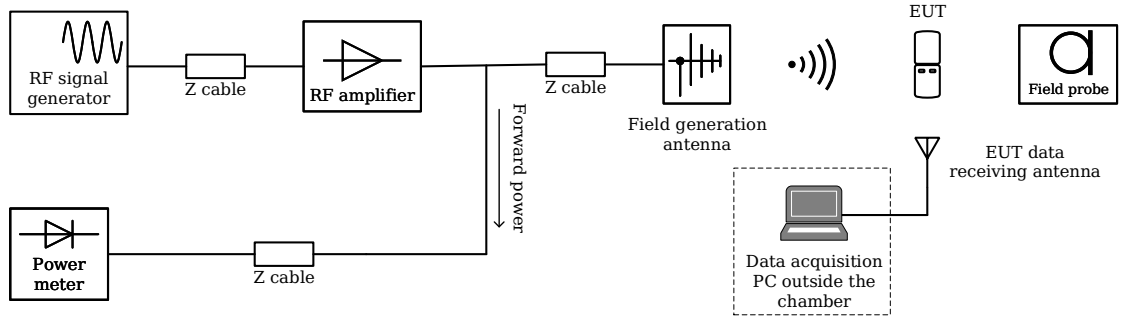 EUT
RF signal
generator
Z cable
RF amplifier
Z cable
Field probe
Field generation
antenna
Forward power
EUT data
receiving antenna
Power
meter
Z cable
Data acquisition
PC outside the
chamber